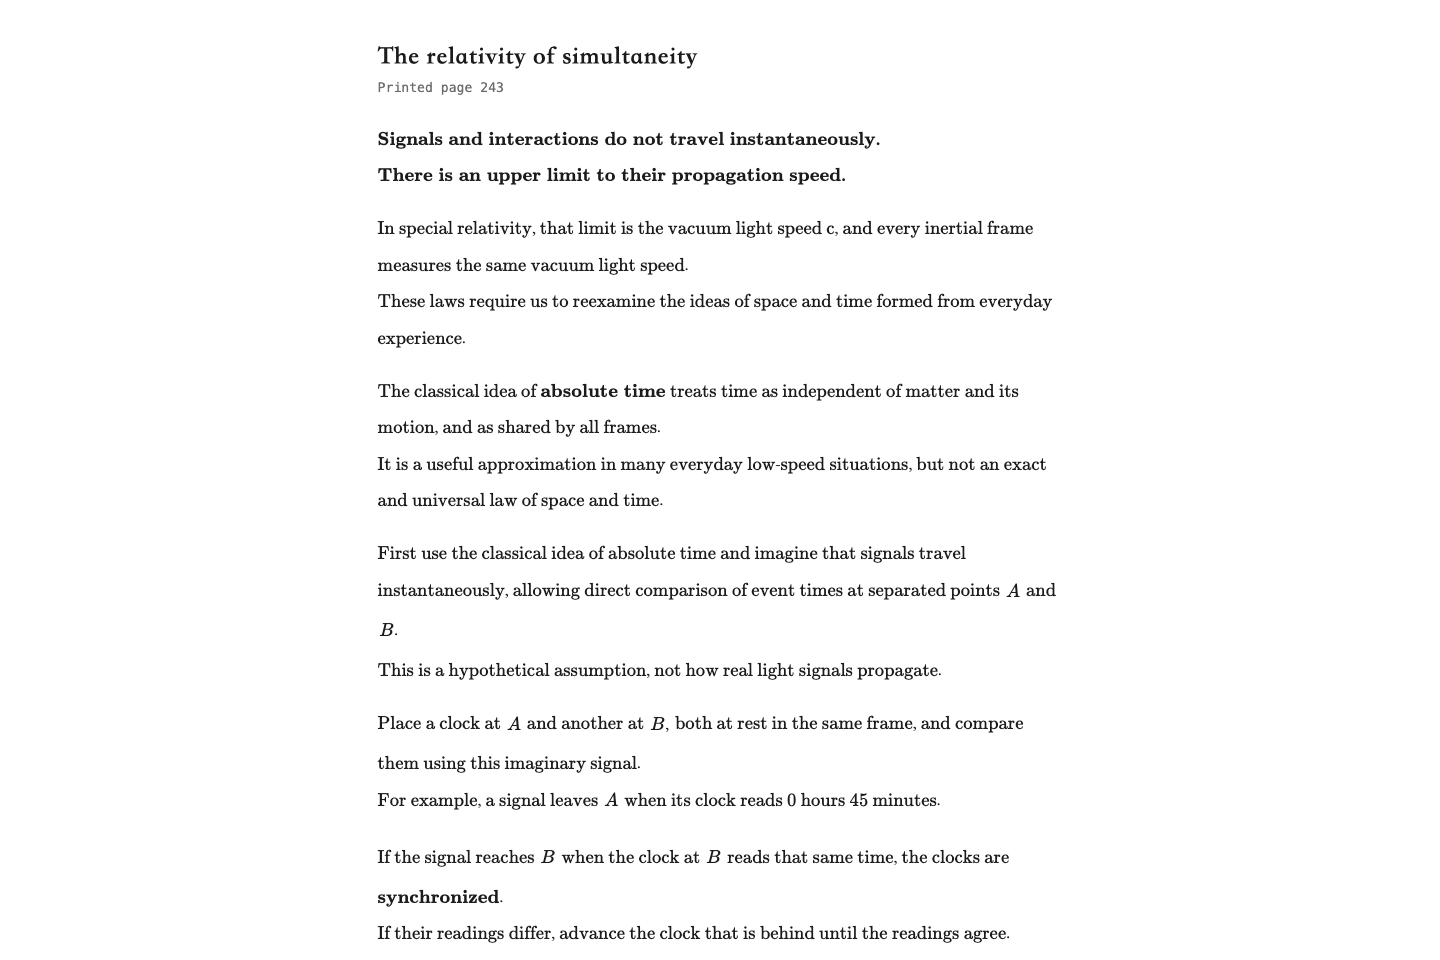 The relativity of simultaneity
Printed page 243
Signals and interactions do not travel instantaneously.
There is an upper limit to their propagation speed.
In special relativity, that limit is the vacuum light speed c, and every inertial frame
measures the same vacuum light speed.
These laws require us to reexamine the ideas of space and time formed from everyday
experience.
The classical idea of absolute time treats time as independent of matter and its
motion, and as shared by all frames.
It is a useful approximation in many everyday low-speed situations, but not an exact
and universal law of space and time.
First use the classical idea of absolute time and imagine that signals travel
instantaneously, allowing direct comparison of event times at separated points A and
B.
This is a hypothetical assumption, not how real light signals propagate.
Place a clock at A and another at B, both at rest in the same frame, and compare
them using this imaginary signal.
For example, a signal leaves A when its clock reads 0 hours 45 minutes.
If the signal reaches B when the clock at B reads that same time, the clocks are
synchronized.
If their readings differ, advance the clock that is behind until the readings agree.